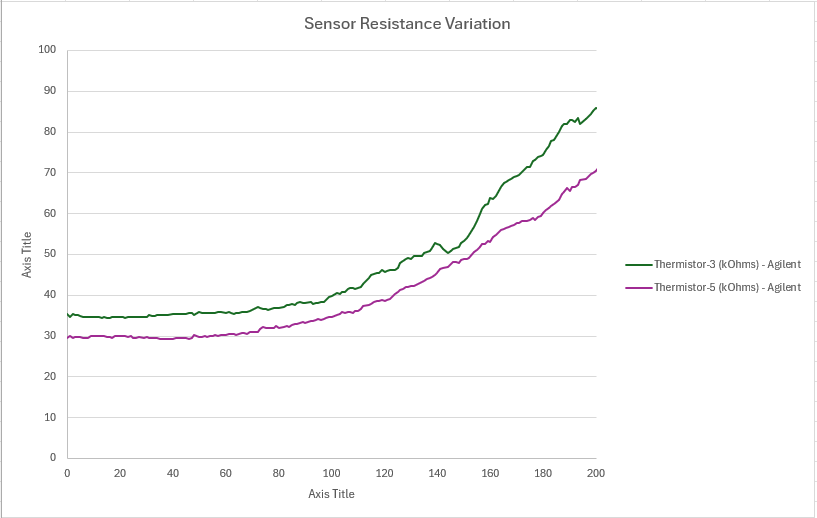 Sensor Resistance Variation
100
90
80
70
60
50
40
30
20
10
0
Axis Title
0 20 40 60 80 100 120 140 160 180 200
Axis Title
Thermistor-3 (kOhms) - Agilent
Thermistor-5 (kOhms) - Agilent